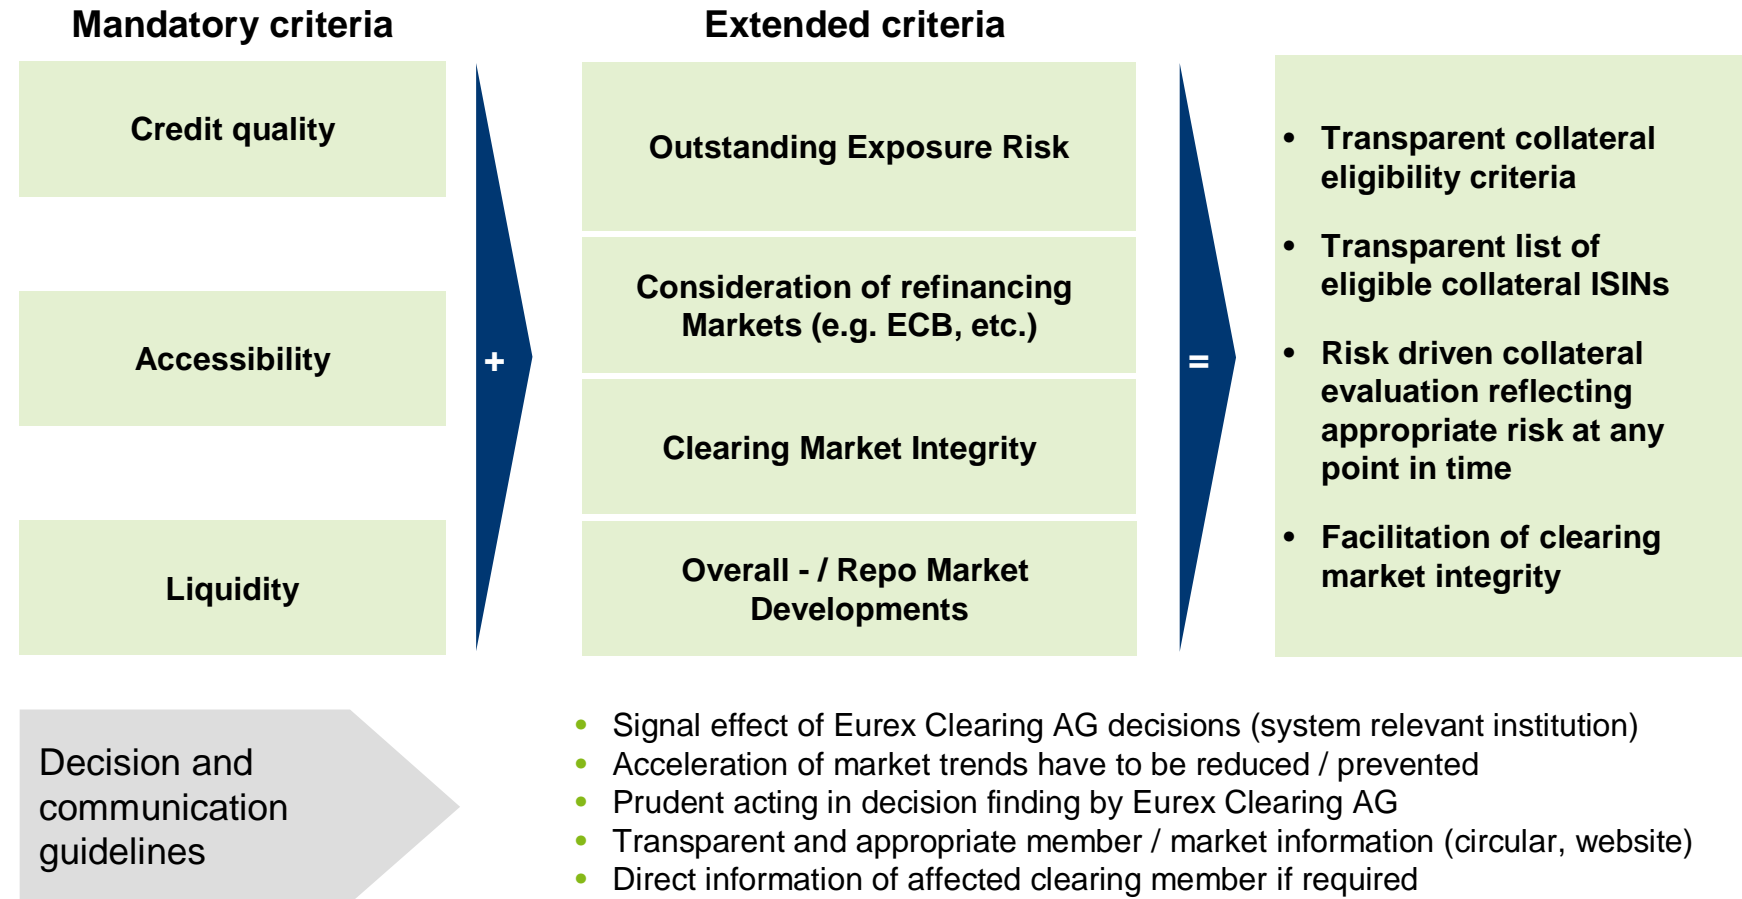 Mandatory criteria
Credit quality
Accessibility
Liquidity
+
Extended criteria
Outstanding Exposure Risk
Consideration of refinancing
Markets (e.g. ECB, etc.)
Clearing Market Integrity
Overall - / Repo Market
Developments
=
• Transparent collateral
eligibility criteria
• Transparent list of
eligible collateral ISINs
• Risk driven collateral
evaluation reflecting
appropriate risk at any
point in time
• Facilitation of clearing
market integrity
Decision and
communication
guidelines
• Signal effect of Eurex Clearing AG decisions (system relevant institution)
• Acceleration of market trends have to be reduced / prevented
• Prudent acting in decision finding by Eurex Clearing AG
• Transparent and appropriate member / market information (circular, website)
• Direct information of affected clearing member if required